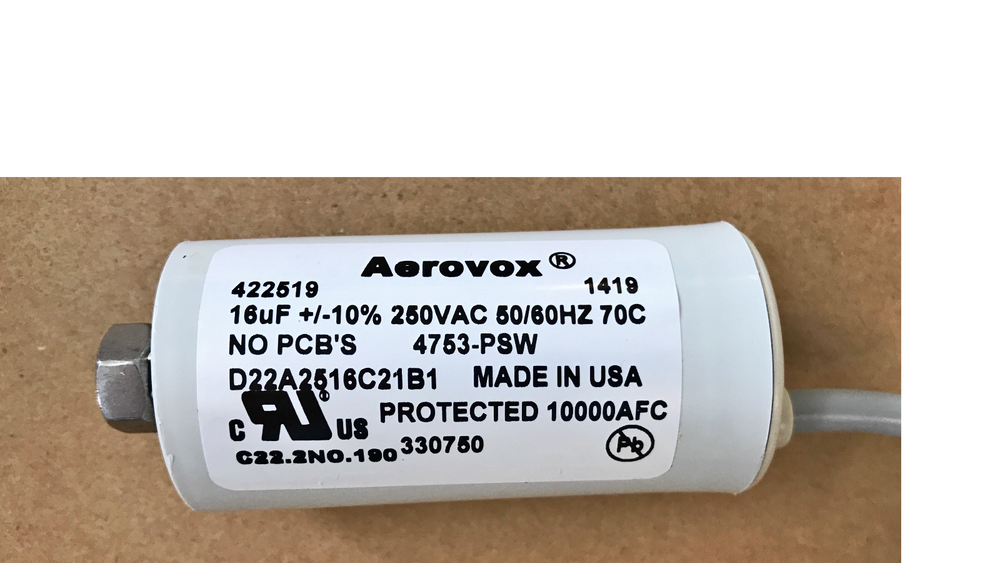 Aerovox®
422519 1419
16uF +/-10% 250VAC 50/60HZ 70C
NO PCB'S 4753-PSW
D22A2516C21B1 MADE IN USA
C RU® US PROTECTED 10000AFC
C22.2NO.190 330750
Pb